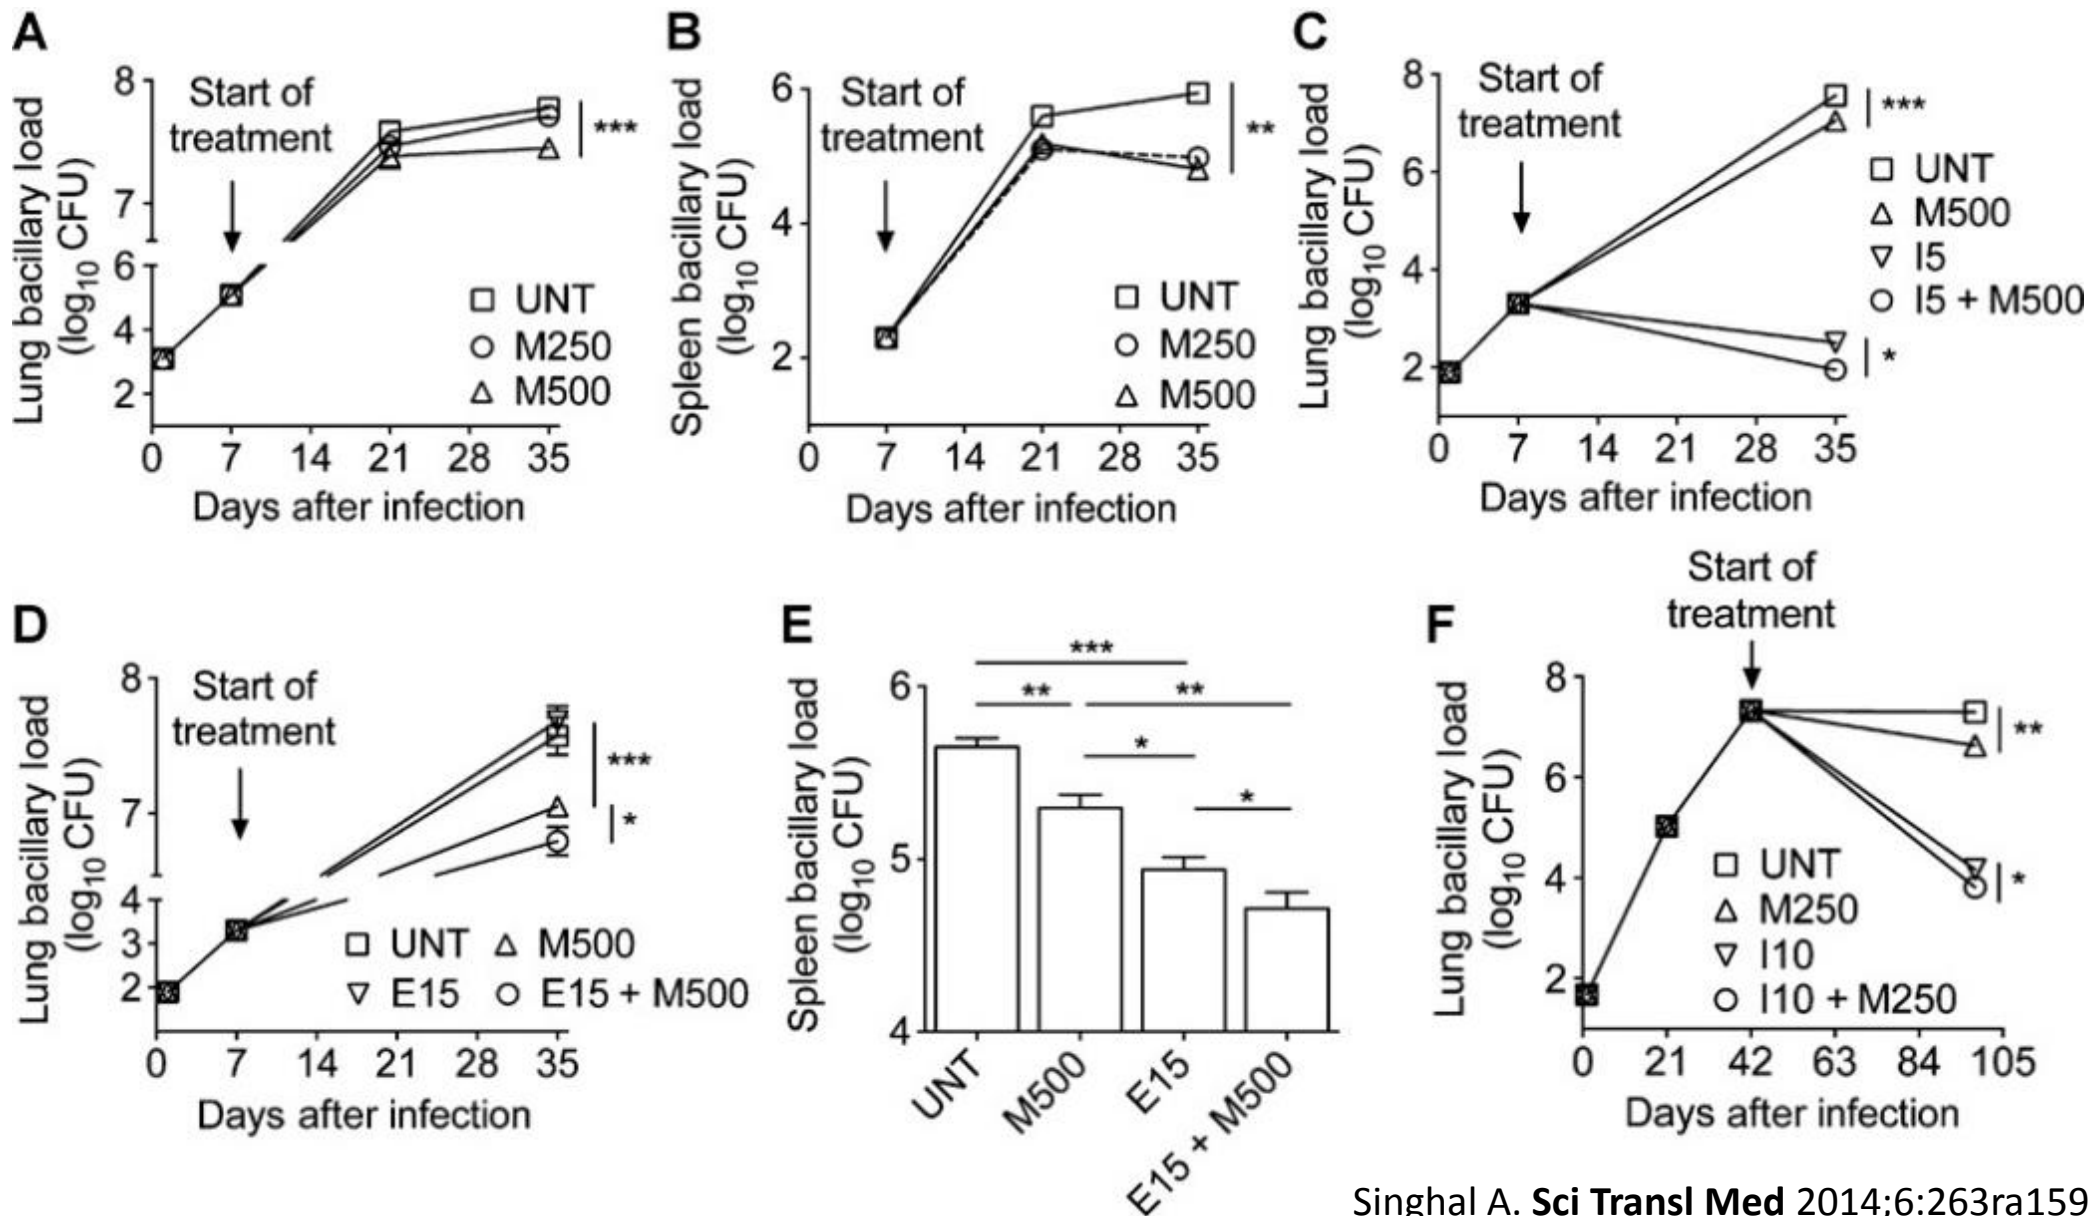 A
Lung bacillary load
(log10 CFU)
8
7
6
4
2
Start of
treatment
***
UNT
M250
M500
0 7 14 21 28 35
Days after infection
B
Spleen bacillary load
(log10 CFU)
6
4
2
Start of
treatment
**
UNT
M250
M500
0 7 14 21 28 35
Days after infection
C
Lung bacillary load
(log10 CFU)
8
6
4
2
Start of
treatment
***
*
UNT
M500
I5
I5 + M500
0 7 14 21 28 35
Days after infection
D
Lung bacillary load
(log10 CFU)
8
7
4
3
2
Start of
treatment
***
*
UNT M500
E15 E15 + M500
0 7 14 21 28 35
Days after infection
E
Spleen bacillary load
(log10 CFU)
6
5
4
***
** **
*
*
UNT
M500
E15
E15 + M500
F
Start of
treatment
Lung bacillary load
(log10 CFU)
8
6
4
2
**
*
UNT
M250
I10
I10 + M250
0 21 42 63 84 105
Days after infection
Singhal A. Sci Transl Med 2014;6:263ra159